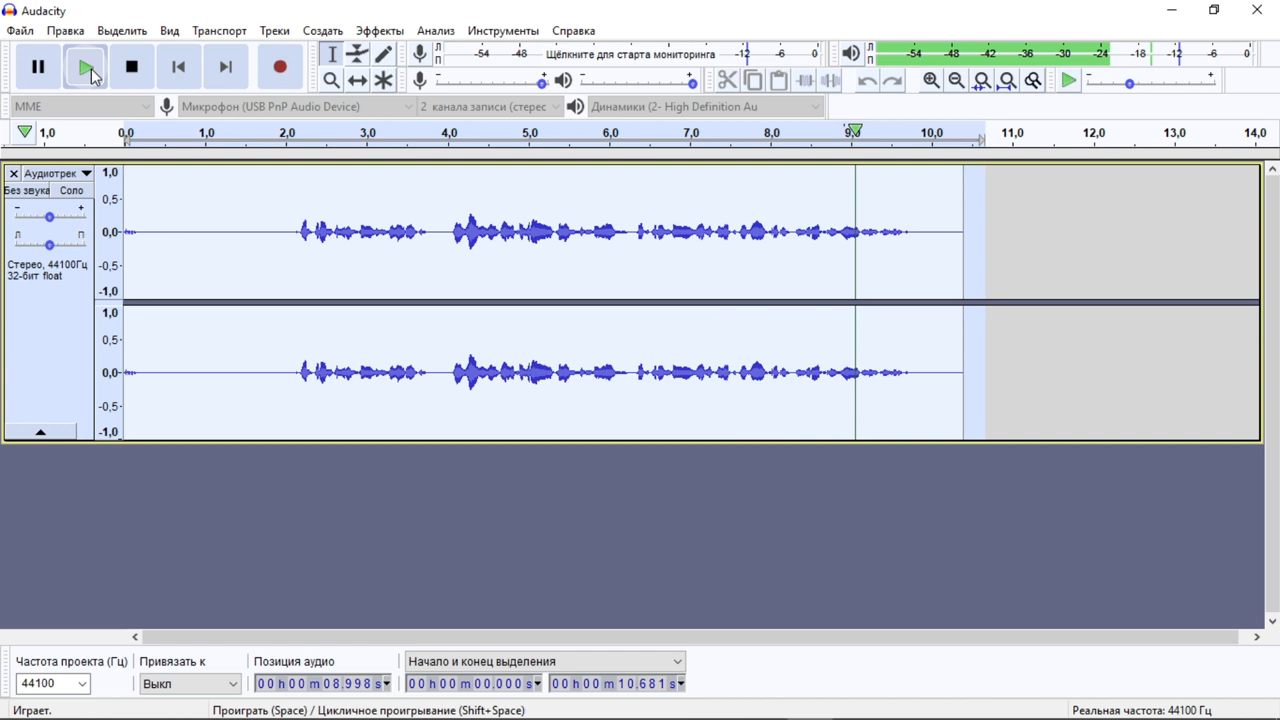 Audacity
Файл Правка Выделить Вид Транспорт Треки Создать Эффекты Анализ Инструменты Справка
Л П -54 -48 Щёлкните для старта мониторинга -12 -6 0 Л П -54 -48 -42 -36 -30 -24 -18 -12 -6 0
- + - + - +
MME Микрофон (USB PnP Audio Device) 2 канала записи (стерес Динамики (2- High Definition Au
1,0 0,0 1,0 2,0 3,0 4,0 5,0 6,0 7,0 8,0 9,0 10,0 11,0 12,0 13,0 14,0
Аудиотрек 1,0
Без звука Соло
0,5
- +
Л П 0,0
Стерео, 44100Гц -0,5
32-бит float
-1,0
1,0
0,5
0,0
-0,5
-1,0
Частота проекта (Гц) Привязать к Позиция аудио Начало и конец выделения
44100 Выкл 00 h 00 m 08.998 s 00 h 00 m 00.000 s 00 h 00 m 10.681 s
Играет. Проиграть (Space) / Цикличное проигрывание (Shift+Space) Реальная частота: 44100 Гц